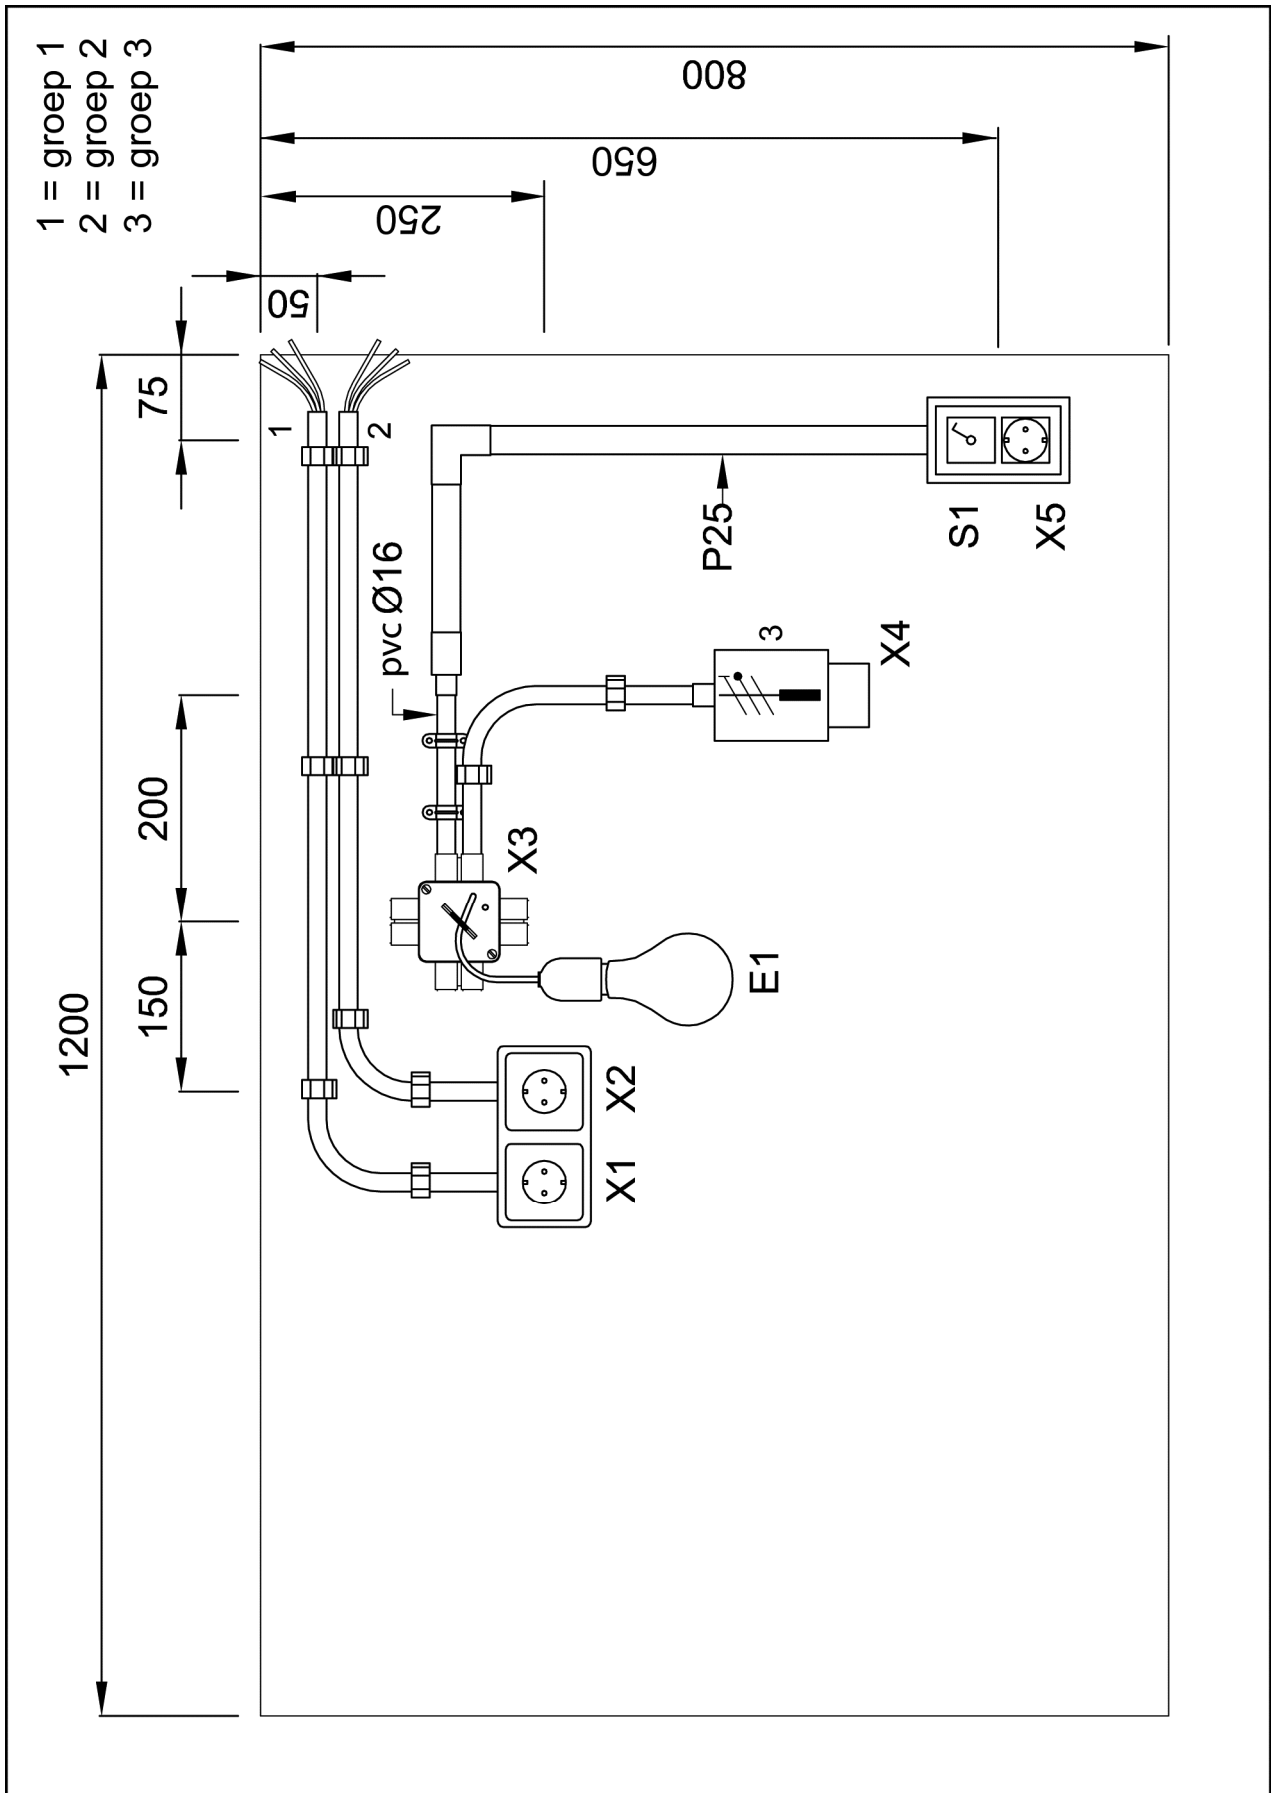 1 = groep 1
2 = groep 2
3 = groep 3
1200
150
200
75
50
250
650
800
1
2
pvc Ø16
P25
X3
3
X4
S1
X5
E1
X1
X2